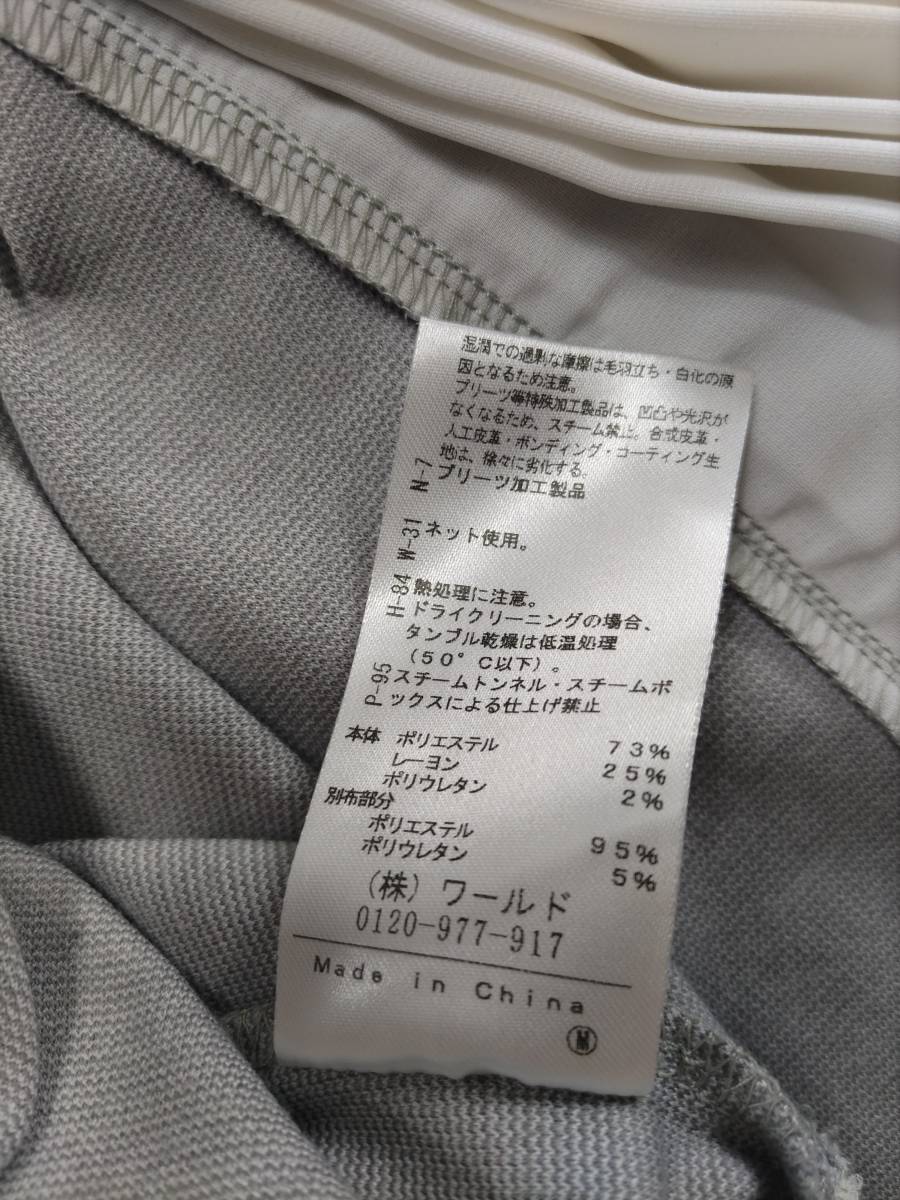 湿潤での過剰な摩擦は毛羽立ち・白化の原
因となるため注意。
プリーツ等特殊加工製品は、凹凸や光沢が
なくなるため、スチーム禁止。合成皮革・
人工皮革・ボンディング・コーティング生
地は、徐々に劣化する。
N-7 プリーツ加工製品
W-31 ネット使用。
H-84 熱処理に注意。
ドライクリーニングの場合、
タンブル乾燥は低温処理
(50°C以下)。
P-95 スチームトンネル・スチームボ
ックスによる仕上げ禁止
本体 ポリエステル 73%
レーヨン 25%
ポリウレタン 2%
別布部分
ポリエステル 95%
ポリウレタン 5%
(株) ワールド
0120-977-917
Made in China
Ⓜ